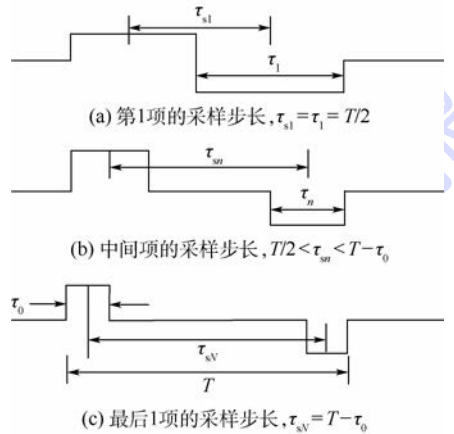 τs1
τ1
(a) 第1项的采样步长,τs1=τ1=T/2
τsn
τn
(b) 中间项的采样步长,T/2<τsn<T-τ0
τ0
τsN
T
(c) 最后1项的采样步长,τsN=T-τ0